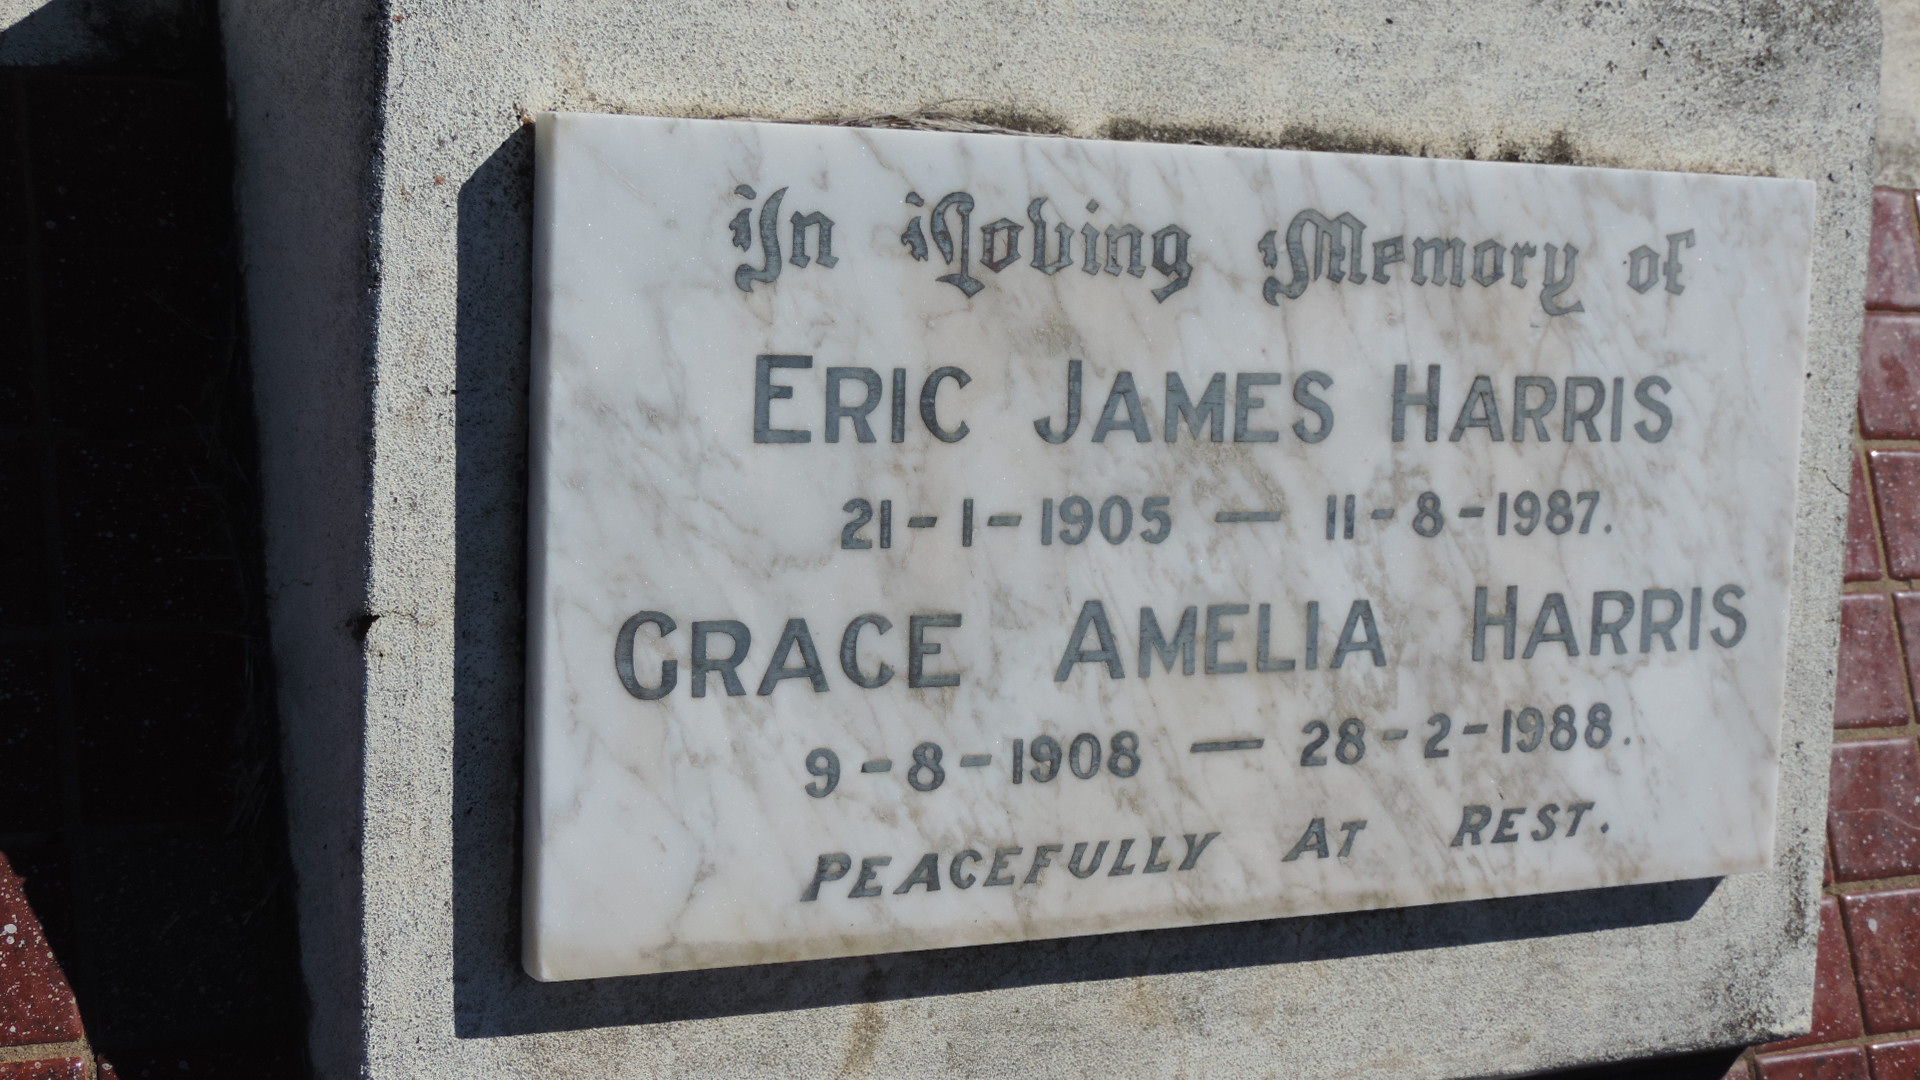 In Loving Memory of
ERIC JAMES HARRIS
21-1-1905 — 11-8-1987.
GRACE AMELIA HARRIS
9-8-1908 — 28-2-1988.
PEACEFULLY AT REST.